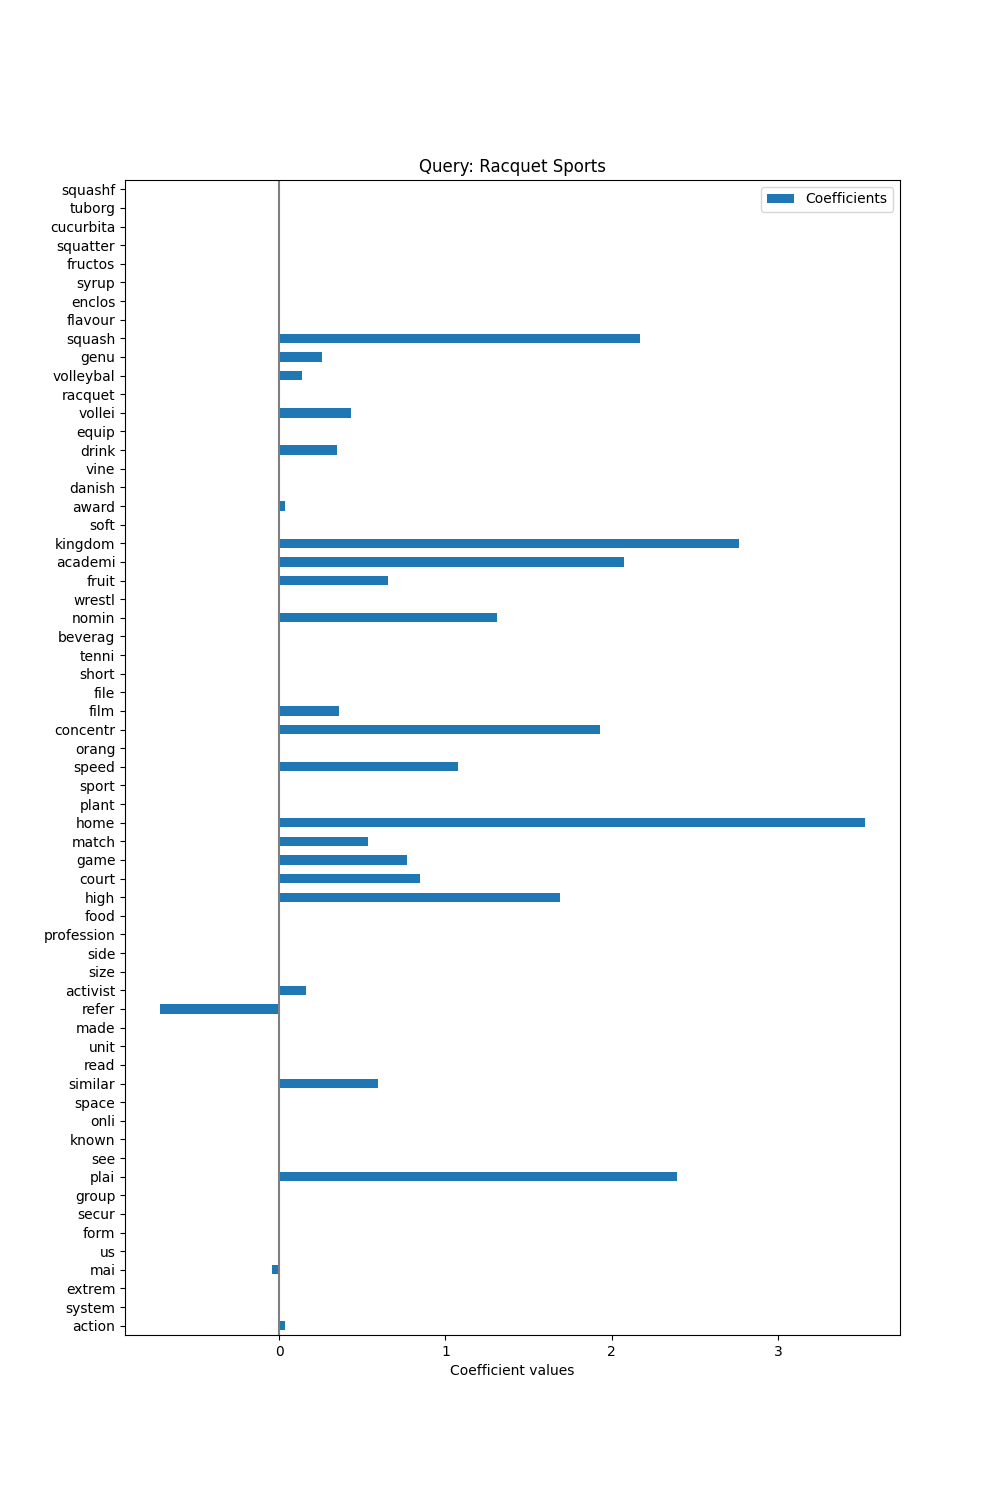 Query: Racquet Sports
Coefficients
squashf
tuborg
cucurbita
squatter
fructos
syrup
enclos
flavour
squash
genu
volleybal
racquet
vollei
equip
drink
vine
danish
award
soft
kingdom
academi
fruit
wrestl
nomin
beverag
tenni
short
file
film
concentr
orang
speed
sport
plant
home
match
game
court
high
food
profession
side
size
activist
refer
made
unit
read
similar
space
onli
known
see
plai
group
secur
form
us
mai
extrem
system
action
0 1 2 3
Coefficient values